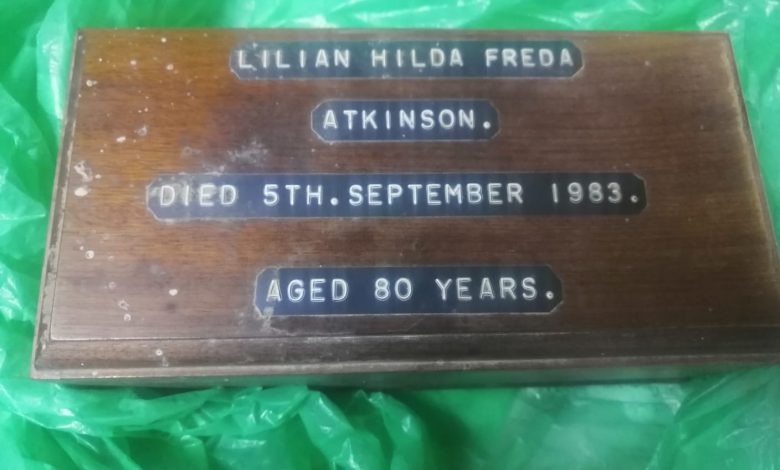 LILIAN HILDA FREDA
ATKINSON.
DIED 5TH.SEPTEMBER 1983.
AGED 80 YEARS.